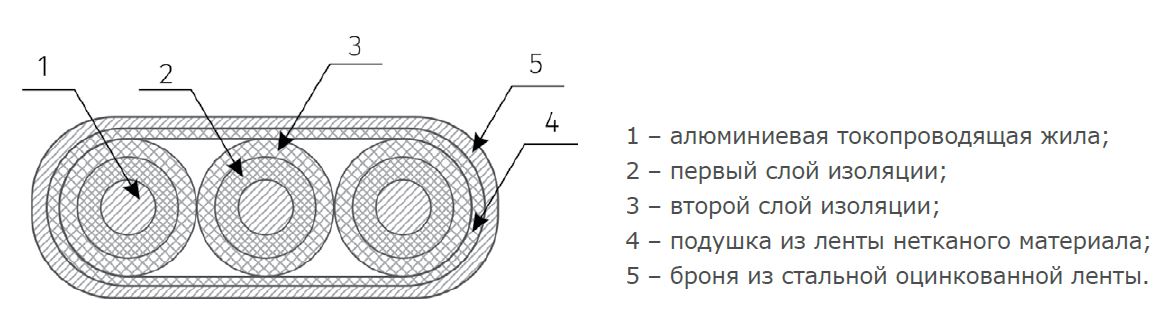 3
1
2
5
4
1 – алюминиевая токопроводящая жила;
2 – первый слой изоляции;
3 – второй слой изоляции;
4 – подушка из ленты нетканого материала;
5 – броня из стальной оцинкованной ленты.